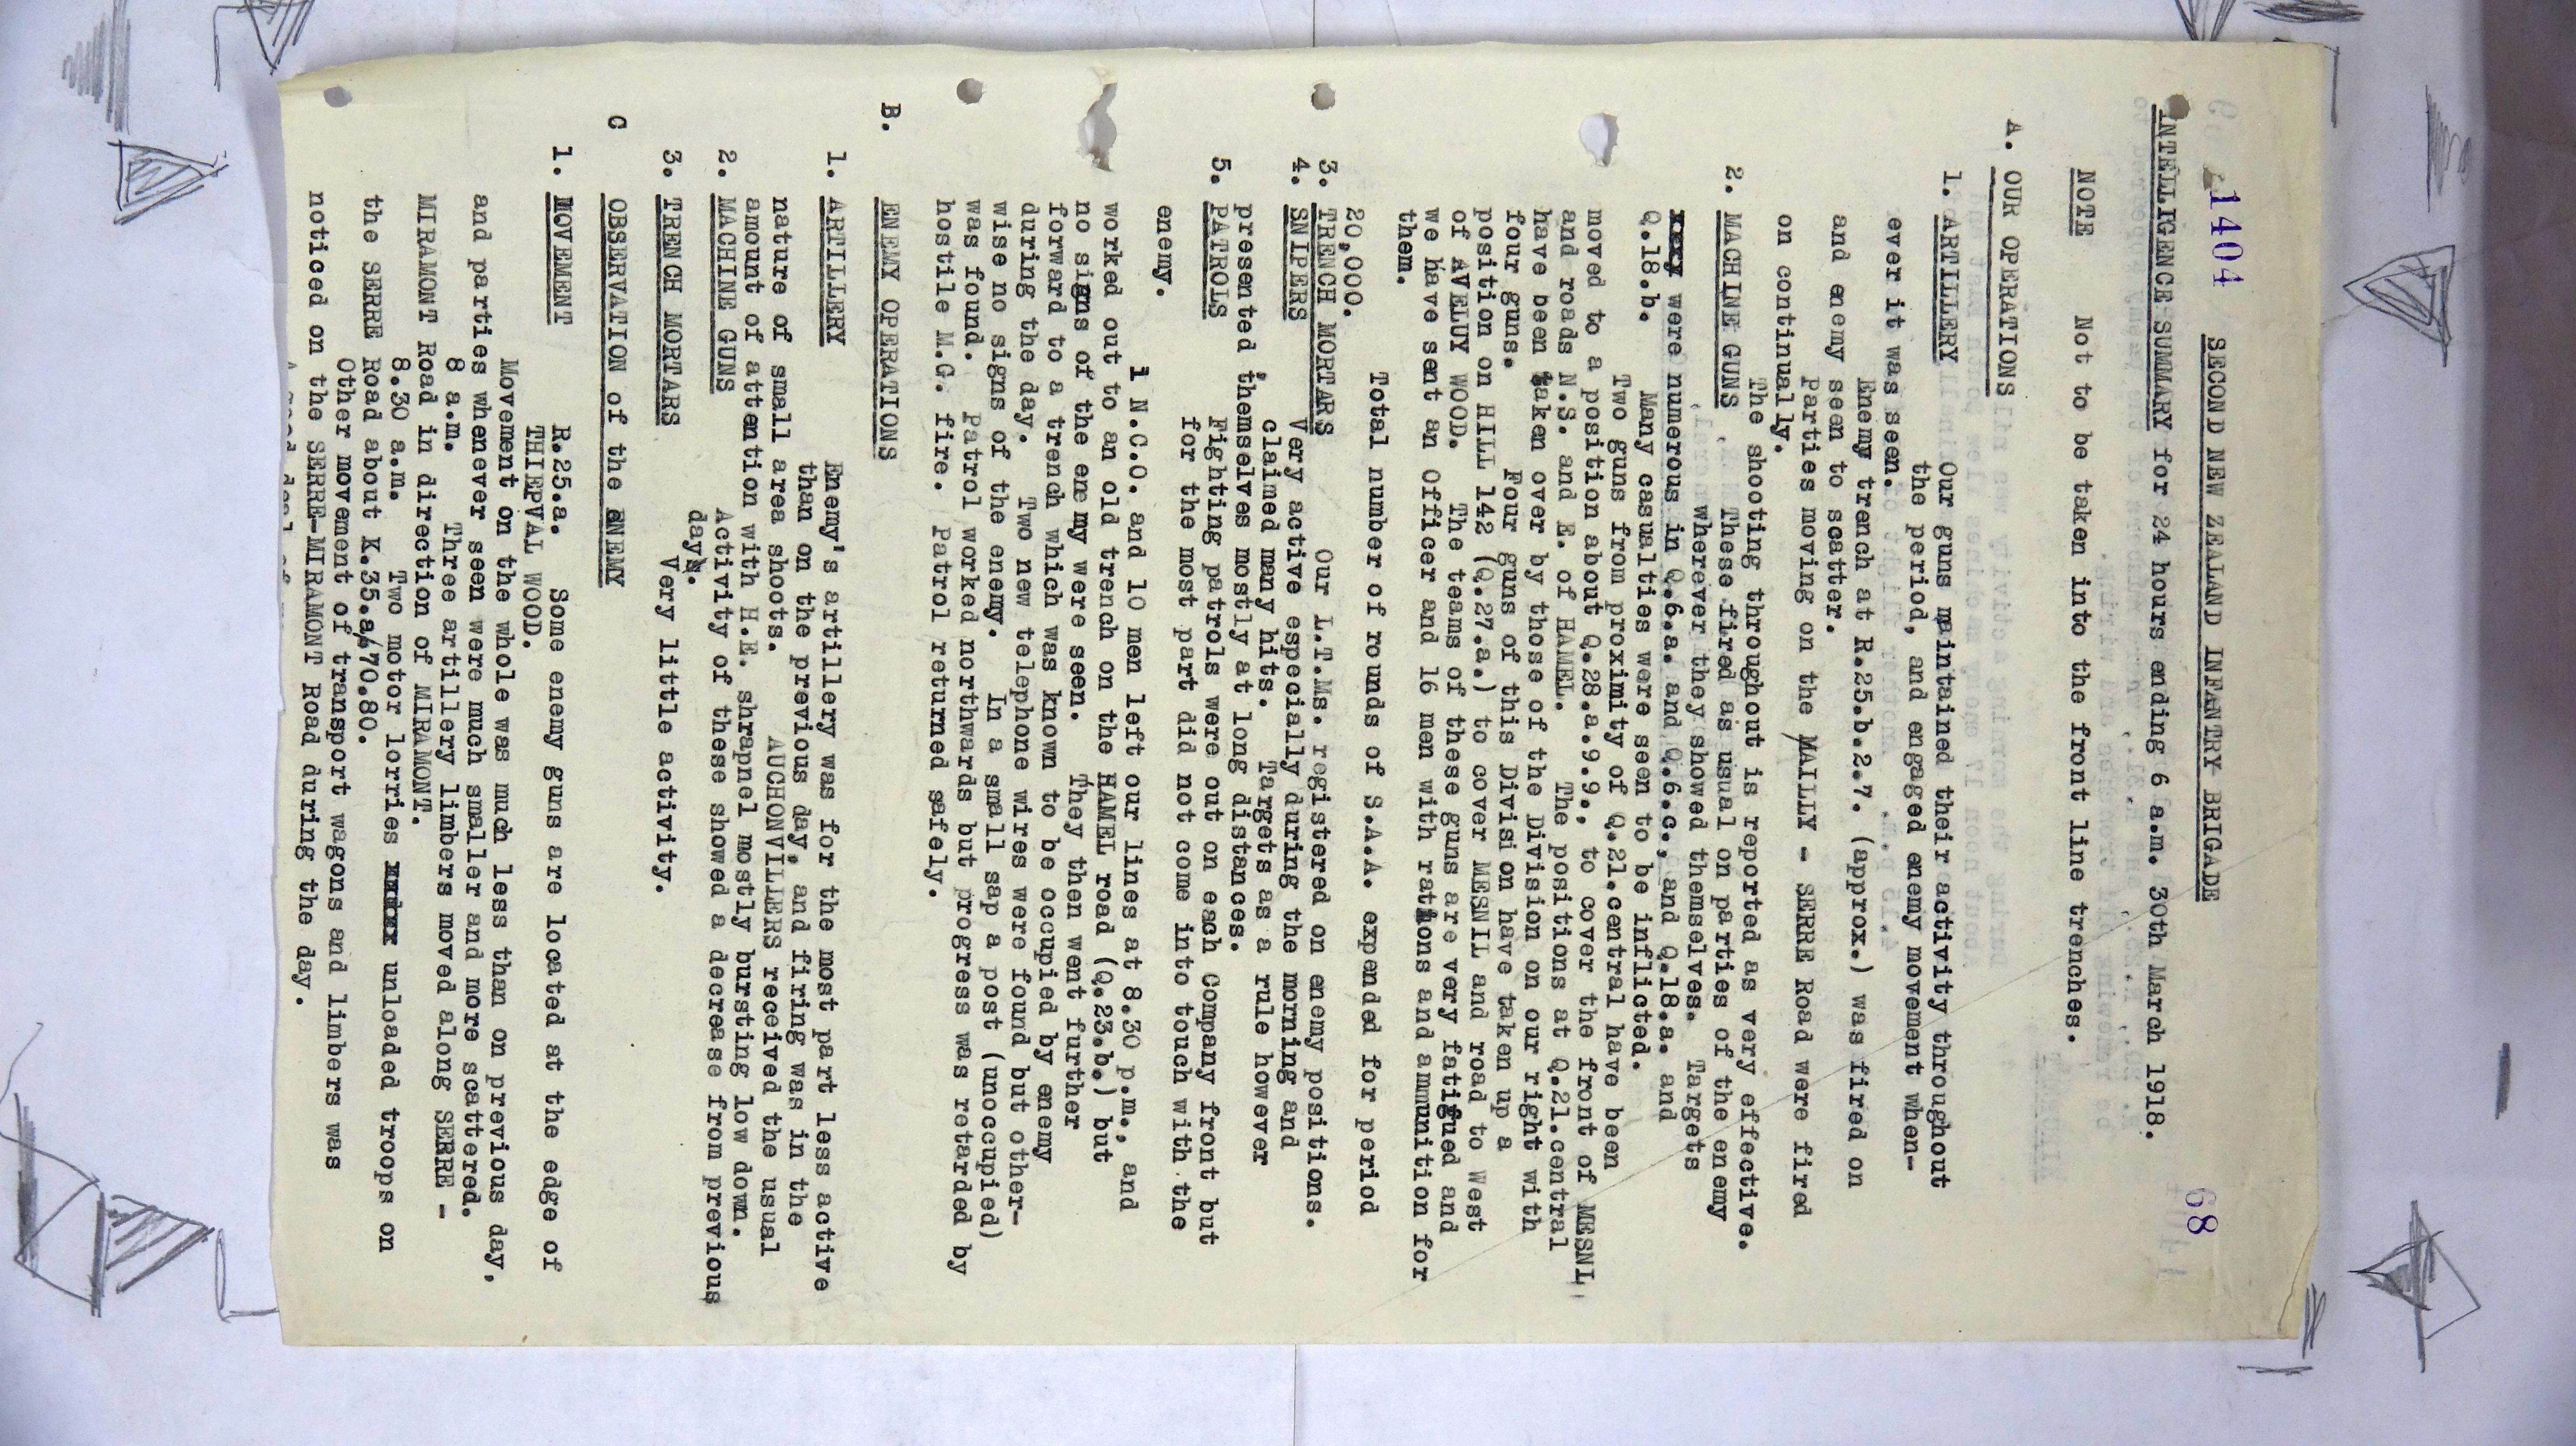 1404
68
SECOND NEW ZEALAND INFANTRY BRIGADE
INTELLIGENCE SUMMARY for 24 hours ending 6 a.m. 30th March 1918.
NOTE Not to be taken into the front line trenches.
A. OUR OPERATIONS
1. ARTILLERY Our guns maintained their activity throughout
the period, and engaged enemy movement when-
ever it was seen.
Enemy trench at R.25.b.2.7. (approx.) was fired on
and enemy seen to scatter.
Parties moving on the MAILLY - SERRE Road were fired
on continually.
2. MACHINE GUNS The shooting throughout is reported as very effective.
These fired as usual on parties of the enemy
wherever they showed themselves. Targets
were numerous in Q.6.a. and Q.6.c., and Q.18.a. and
Q.18.b. Many casualties were seen to be inflicted.
Two guns from proximity of Q.21.central have been
moved to a position about Q.28.a.9.9., to cover the front of MESNL
and roads N.S. and E. of HAMEL. The positions at Q.21.central
have been taken over by those of the Division on our right with
four guns. Four guns of this Division have taken up a
position on HILL 142 (Q.27.a.) to cover MESNIL and road to West
of AVELUY WOOD. The teams of these guns are very fatigued and
we have sent an Officer and 16 men with rations and ammunition for
them.
Total number of rounds of S.A.A. expended for period
20,000.
3. TRENCH MORTARS Our L.T.Ms. registered on enemy positions.
4. SNIPERS Very active especially during the morning and
claimed many hits. Targets as a rule however
presented themselves mostly at long distances.
5. PATROLS Fighting patrols were out on each Company front but
for the most part did not come into touch with the
enemy.
1 N.C.O. and 10 men left our lines at 8.30 p.m., and
worked out to an old trench on the HAMEL road (Q.23.b.) but
no signs of the enemy were seen. They then went further
forward to a trench which was known to be occupied by enemy
during the day. Two new telephone wires were found but other-
wise no signs of the enemy. In a small sap a post (unoccupied)
was found. Patrol worked northwards but progress was retarded by
hostile M.G. fire. Patrol returned safely.
B. ENEMY OPERATIONS
1. ARTILLERY Enemy's artillery was for the most part less active
than on the previous day, and firing was in the
nature of small area shoots. AUCHONVILLERS received the usual
amount of attention with H.E. shrapnel mostly bursting low down.
2. MACHINE GUNS Activity of these showed a decrease from previous
day.
3. TRENCH MORTARS Very little activity.
C OBSERVATION of the ENEMY
R.25.a. Some enemy guns are located at the edge of
THIEPVAL WOOD.
1. MOVEMENT Movement on the whole was much less than on previous day,
and parties whenever seen were much smaller and more scattered.
8 a.m. Three artillery limbers moved along SERRE -
MIRAMONT Road in direction of MIRAMONT.
8.30 a.m. Two motor lorries unloaded troops on
the SERRE Road about K.35.a/70.80.
Other movement of transport wagons and limbers was
noticed on the SERRE-MIRAMONT Road during the day.